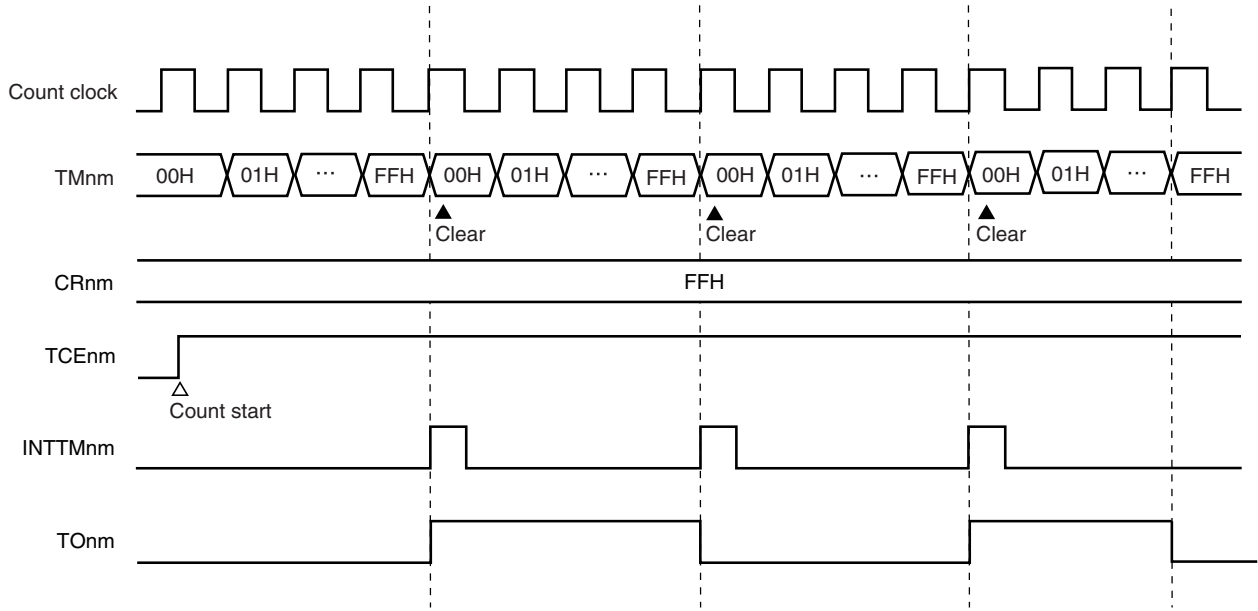 Count clock
TMnm 00H 01H ... FFH 00H 01H ... FFH 00H 01H ... FFH 00H 01H ... FFH
Clear Clear Clear
CRnm FFH
TCEnm
Count start
INTTMnm
TOnm